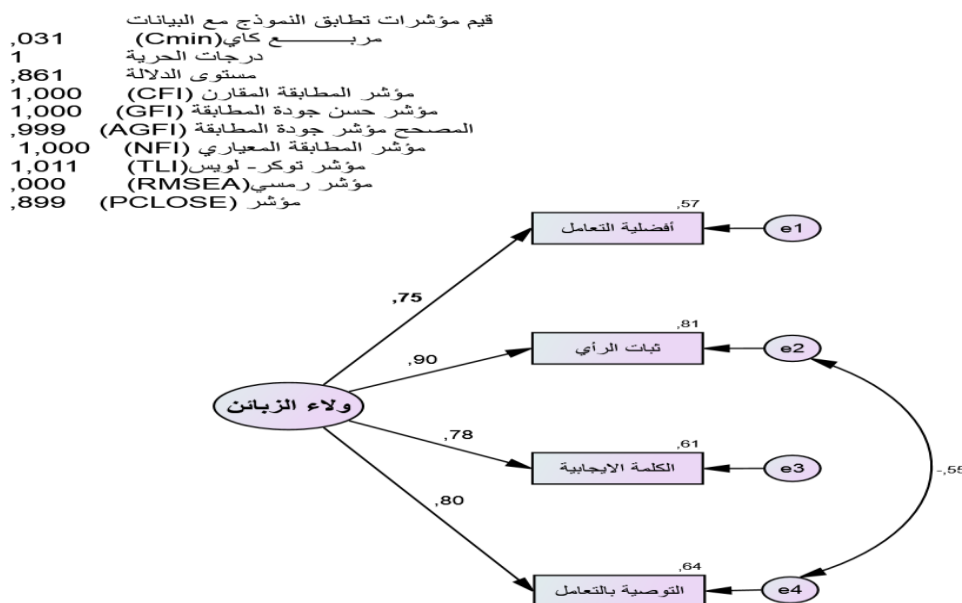 قيم مؤشرات تطابق النموذج مع البيانات
مربـــــــع كاي(Cmin) ,031
درجات الحرية 1
مستوى الدلالة ,861
مؤشر المطابقة المقارن (CFI) 1,000
مؤشر حسن جودة المطابقة (GFI) 1,000
المصحح مؤشر جودة المطابقة (AGFI) ,999
مؤشر المطابقة المعياري (NFI) 1,000
مؤشر توكر- لويس(TLI) 1,011
مؤشر رمسي(RMSEA) ,000
مؤشر (PCLOSE) ,899
,57
أفضلية التعامل
e1
,75
,81
ثبات الرأي
e2
,90
ولاء الزبائن
,78
,61
الكلمة الايجابية
e3
-,55
,80
,64
التوصية بالتعامل
e4